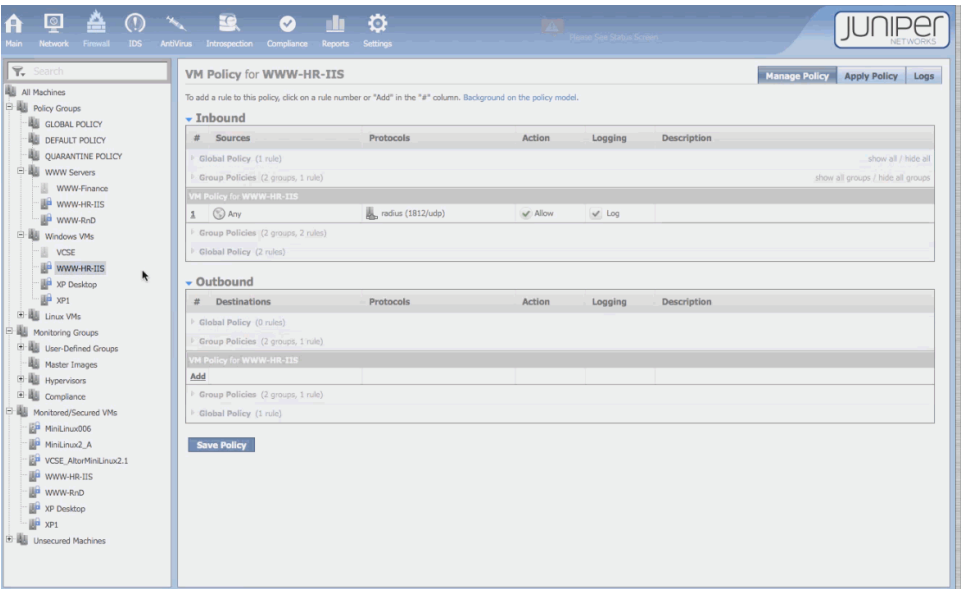 Main Network Firewall IDS AntiVirus Introspection Compliance Reports Settings
Please See Status Screen
JUNIPER
NETWORKS
Search
All Machines
Policy Groups
GLOBAL POLICY
DEFAULT POLICY
QUARANTINE POLICY
WWW Servers
WWW-Finance
WWW-HR-IIS
WWW-RnD
Windows VMs
VCSE
WWW-HR-IIS
XP Desktop
XP1
Linux VMs
Monitoring Groups
User-Defined Groups
Master Images
Hypervisors
Compliance
Monitored/Secured VMs
MiniLinux006
MiniLinux2_A
VCSE_AltorMiniLinux2.1
WWW-HR-IIS
WWW-RnD
XP Desktop
XP1
Unsecured Machines
VM Policy for WWW-HR-IIS
Manage Policy Apply Policy Logs
To add a rule to this policy, click on a rule number or "Add" in the "#" column. Background on the policy model.
Inbound
# Sources Protocols Action Logging Description
Global Policy (1 rule) ...show all / hide all
Group Policies (2 groups, 1 rule) show all groups / hide all groups
VM Policy for WWW-HR-IIS
1 Any radius (1812/udp) Allow Log
Group Policies (2 groups, 2 rules)
Global Policy (2 rules)
Outbound
# Destinations Protocols Action Logging Description
Global Policy (0 rules)
Group Policies (2 groups, 1 rule)
VM Policy for WWW-HR-IIS
Add
Group Policies (2 groups, 1 rule)
Global Policy (1 rule)
Save Policy